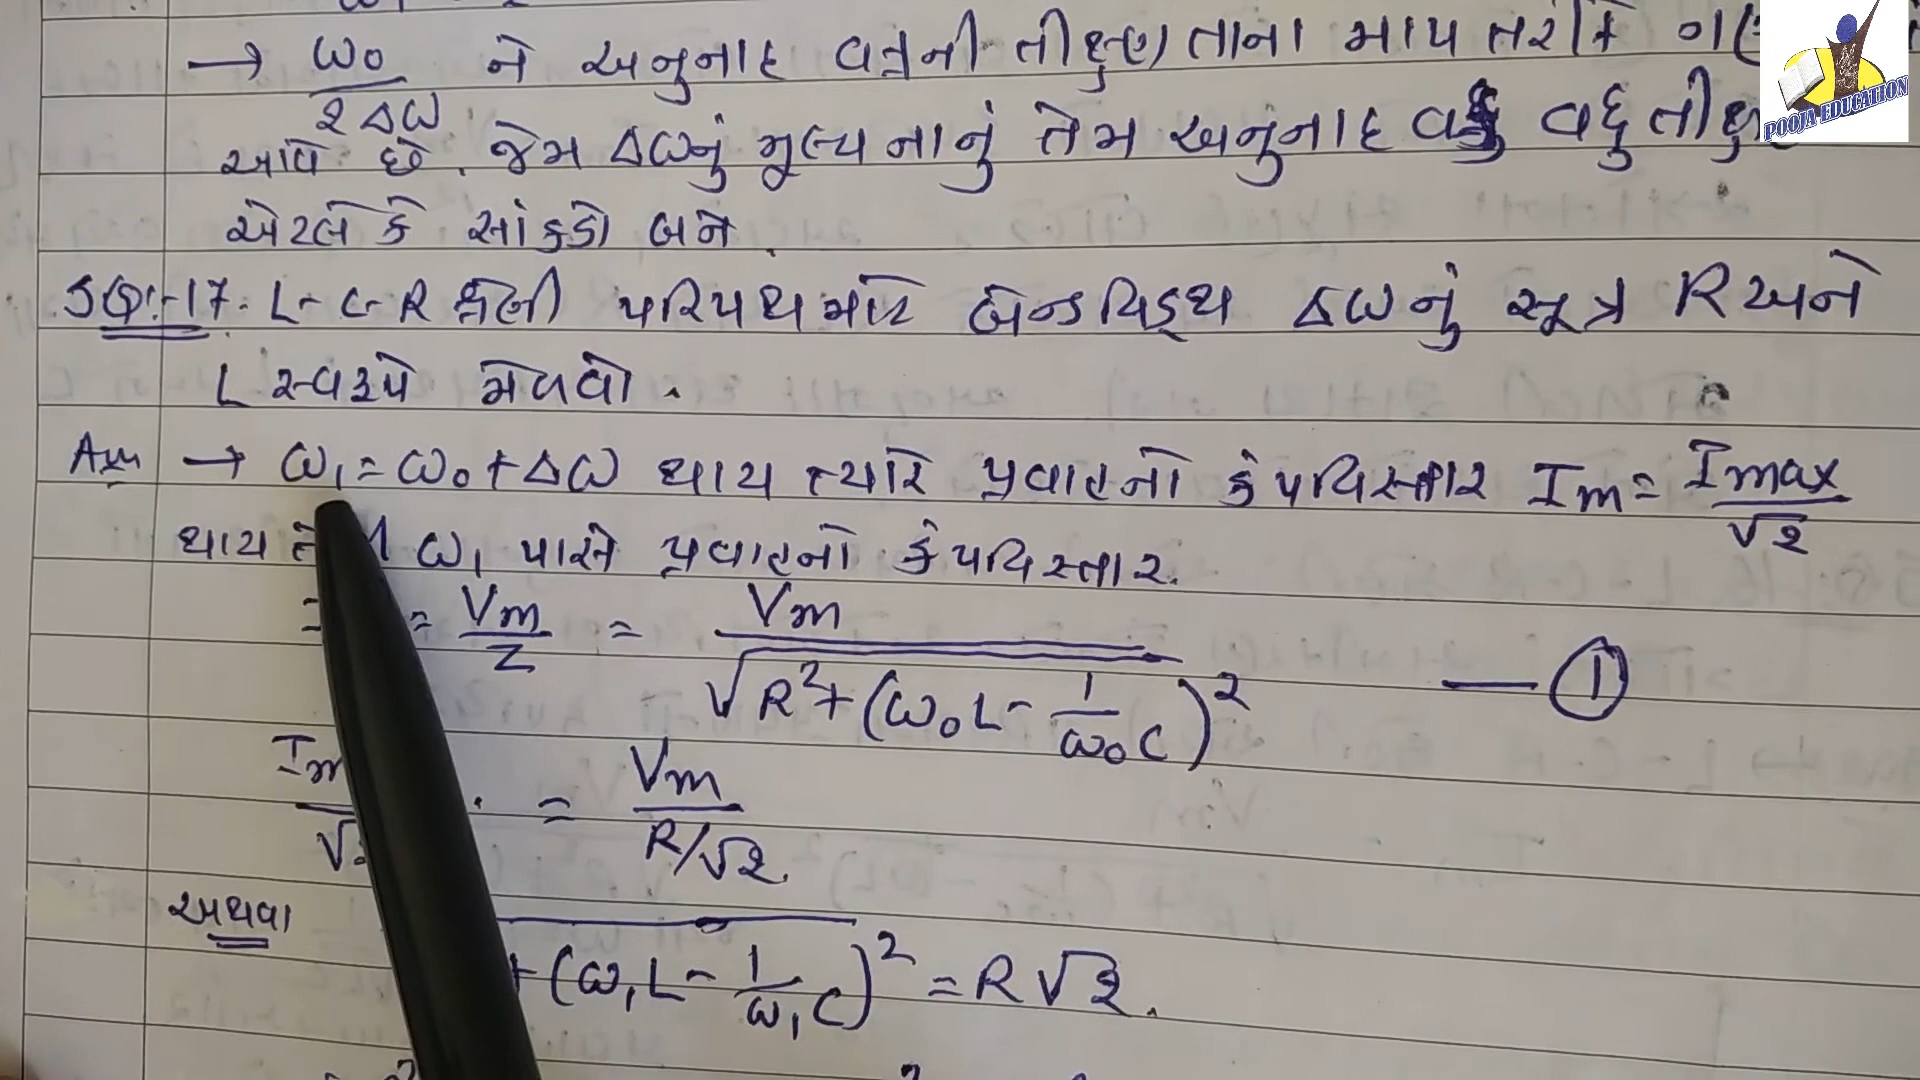 → ω₀ ને અનુનાદ વક્રની તીક્ષ્ણતાના માપ તરીકે
2Δω
આવે છે. જેમ Δωનું મૂલ્ય નાનું તેમ અનુનાદ વધુ
એટલે કે સાંકડો બને.
SQ:-17. L-C-R શ્રેણી પરિપથ માટે બેન્ડવિડ્થ Δωનું સૂત્ર R અને
L સ્વરૂપે મેળવો.
Ans → ω₁ = ω₀ + Δω થાય ત્યારે પ્રવાહનો કંપવિસ્તાર Im = Imax/√2
થાય ω₁ પાસે પ્રવાહનો કંપવિસ્તાર.
= Vm/Z = Vm/√R²+(ω₀L-1/ω₀C)² — ①
= Vm/R/√2.
અથવા
+(ω₁L-1/ω₁C)² = R√2.
POOJA EDUCATION